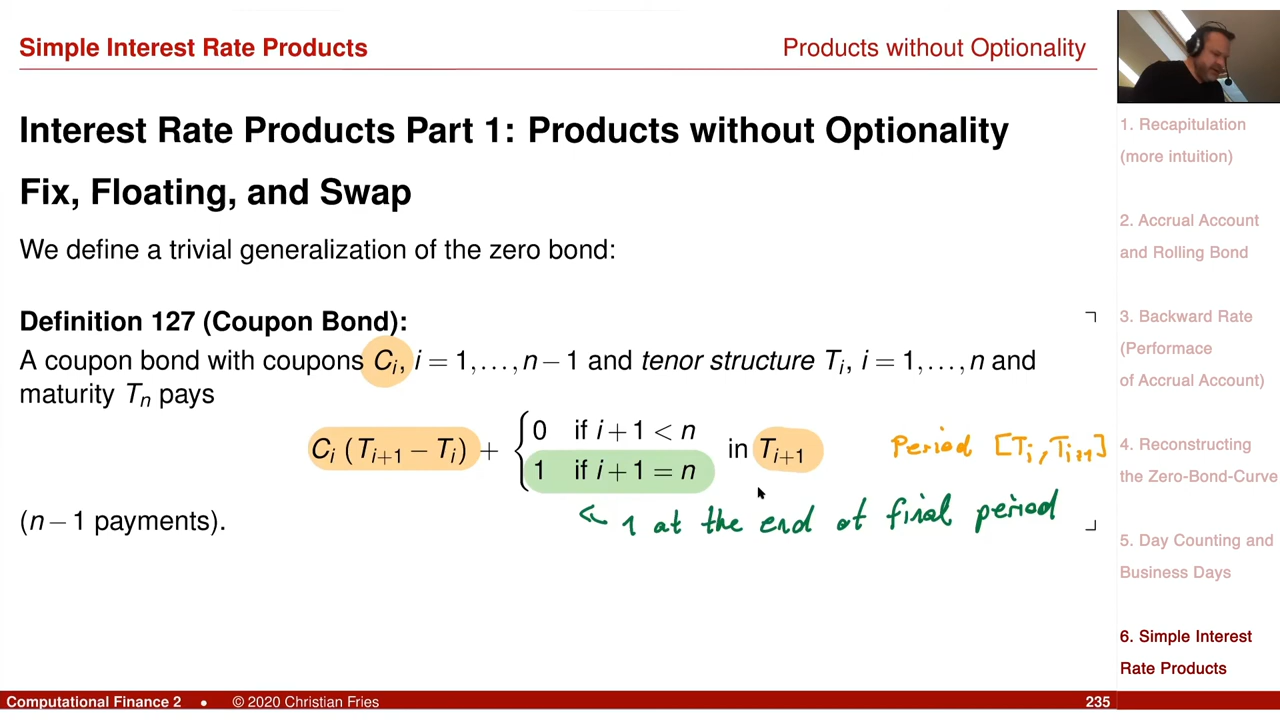 Simple Interest Rate Products
Products without Optionality
Interest Rate Products Part 1: Products without Optionality
Fix, Floating, and Swap
We define a trivial generalization of the zero bond:
Definition 127 (Coupon Bond):
A coupon bond with coupons C_i, i = 1,…,n − 1 and tenor structure T_i, i = 1,…,n and
maturity T_n pays
C_i (T_{i+1} − T_i) + { 0 if i + 1 < n
1 if i + 1 = n
in T_{i+1}
Period [T_i, T_{i+1}]
(n − 1 payments).
← 1 at the end of final period
1. Recapitulation
(more intuition)
2. Accrual Account
and Rolling Bond
3. Backward Rate
(Performace
of Accrual Account)
4. Reconstructing
the Zero-Bond-Curve
5. Day Counting and
Business Days
6. Simple Interest
Rate Products
Computational Finance 2 • © 2020 Christian Fries
235